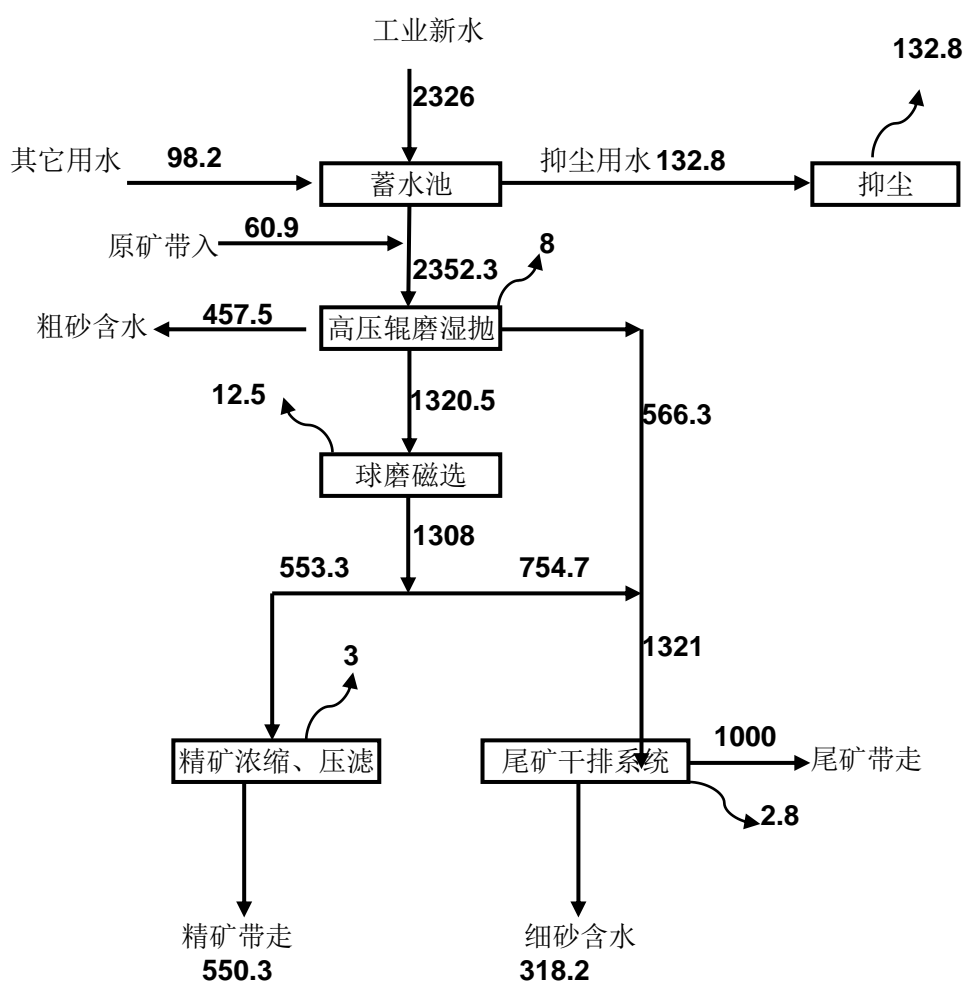 工业新水
132.8
2326
其它用水
98.2
抑尘用水
132.8
蓄水池
抑尘
原矿带入
60.9
2352.3
8
粗砂含水
457.5
高压辊磨湿抛
12.5
1320.5
566.3
球磨磁选
1308
553.3
754.7
1321
3
精矿浓缩、压滤
尾矿干排系统
1000
尾矿带走
2.8
精矿带走
550.3
细砂含水
318.2